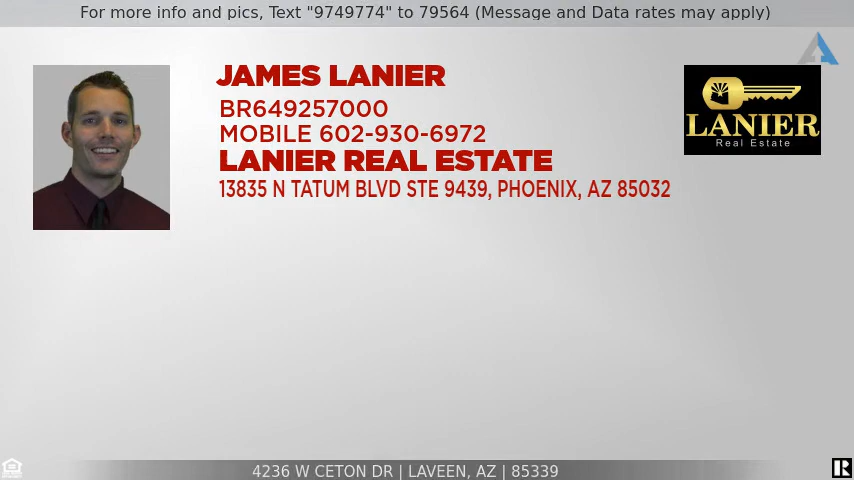 For more info and pics, Text "9749774" to 79564 (Message and Data rates may apply)
JAMES LANIER
BR649257000
MOBILE 602-930-6972
LANIER REAL ESTATE
13835 N TATUM BLVD STE 9439, PHOENIX, AZ 85032
LANIER
Real Estate
4236 W CETON DR | LAVEEN, AZ | 85339